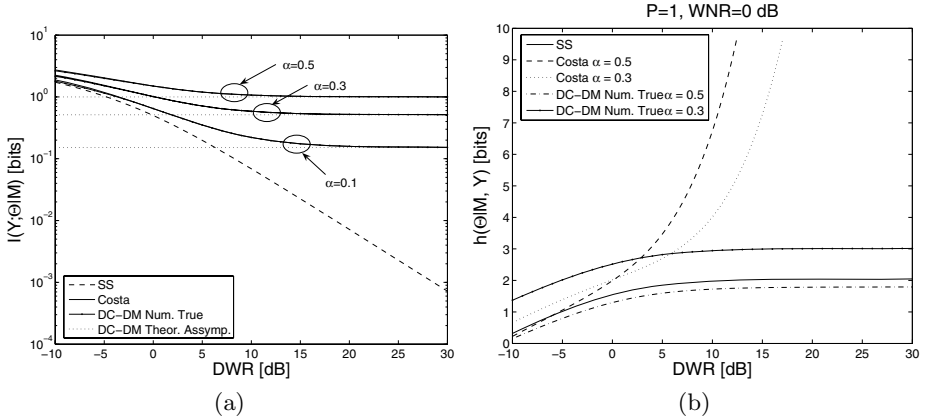 P=1, WNR=0 dB
10^1
10^0
10^-1
10^-2
10^-3
10^-4
I(Y;Θ|M) [bits]
α=0.5
α=0.3
α=0.1
SS
Costa
DC−DM Num. True
DC−DM Theor. Assymp.
−10 −5 0 5 10 15 20 25 30
DWR [dB]
(a)
10
9
8
7
6
5
4
3
2
1
0
h(Θ|M, Y) [bits]
SS
Costa α = 0.5
Costa α = 0.3
DC−DM Num. Trueα = 0.5
DC−DM Num. Trueα = 0.3
−10 −5 0 5 10 15 20 25 30
DWR [dB]
(b)